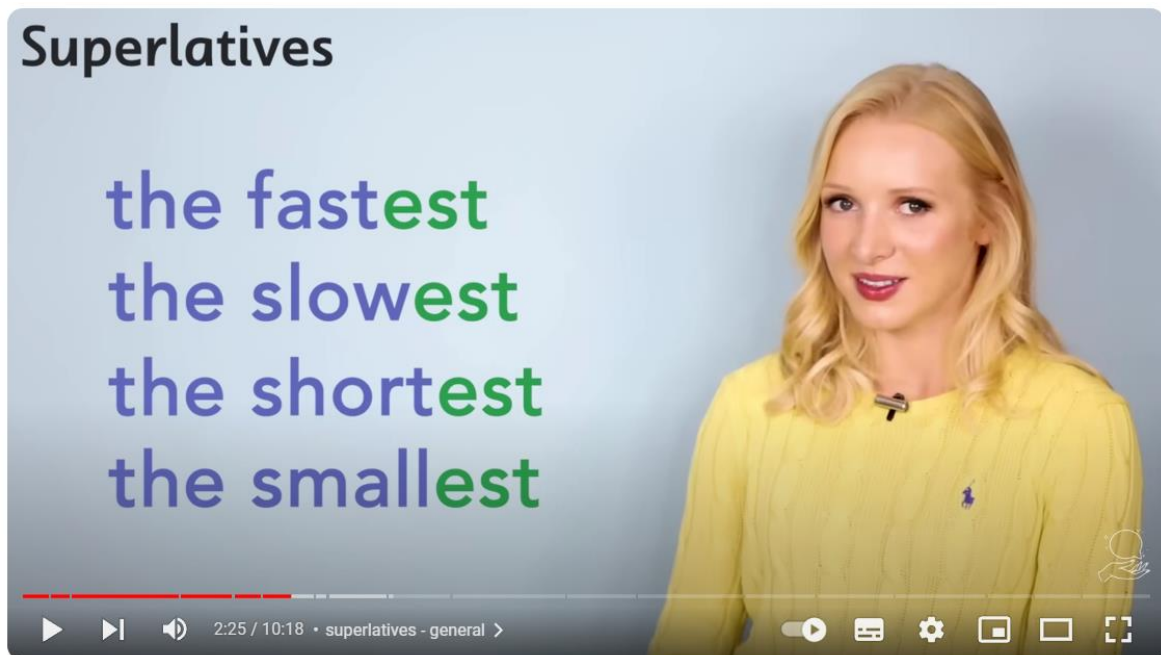 Superlatives
the fastest
the slowest
the shortest
the smallest
2:25 / 10:18 • superlatives - general >